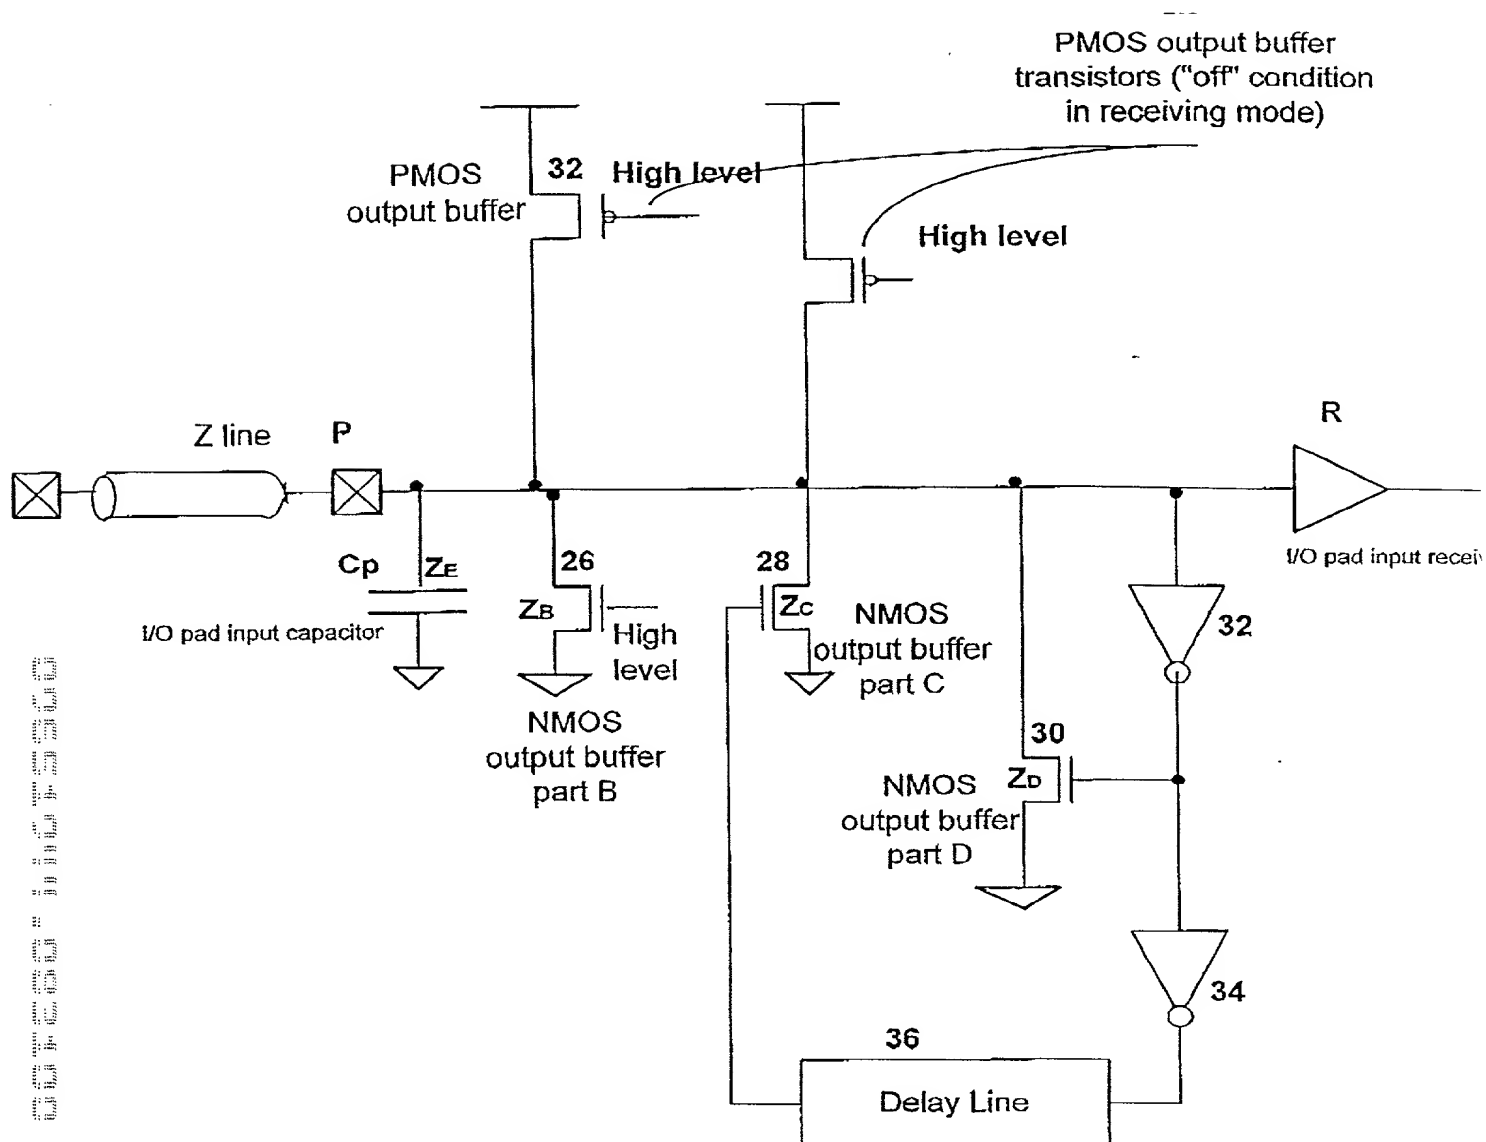 PMOS output buffer
transistors ("off" condition
in receiving mode)
PMOS
output buffer
32
High level
High level
Z line
P
R
Cp
ZE
I/O pad input capacitor
26
ZB
High
level
NMOS
output buffer
part B
28
ZC
NMOS
output buffer
part C
I/O pad input recei
32
30
ZD
NMOS
output buffer
part D
34
36
Delay Line